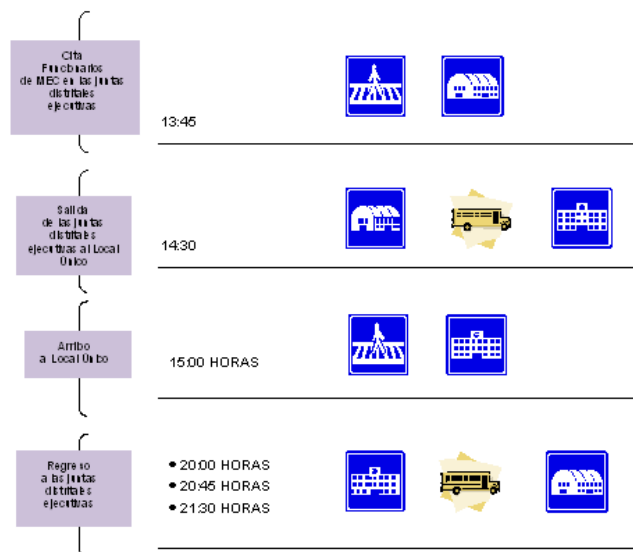 Cita
Funcionarios
de MEC en las juntas
distritales
ejecutivas
13:45
Salida
de las juntas
distritales
ejecutivas al Local
Único
14:30
Arribo
a Local Único
15:00 HORAS
Regreso
a las juntas
distritales
ejecutivas
• 20:00 HORAS
• 20:45 HORAS
• 21:30 HORAS